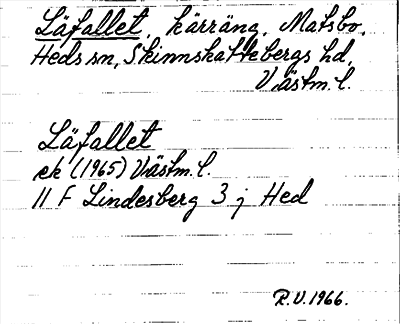 Läfallet, kärräng, Matsbo,
Heds sn, Skinnskattebergs hd,
Västm. l.
Läfallet
ek (1965) Västm. l.
11 F Lindesberg 3 j Hed
R.V. 1966.